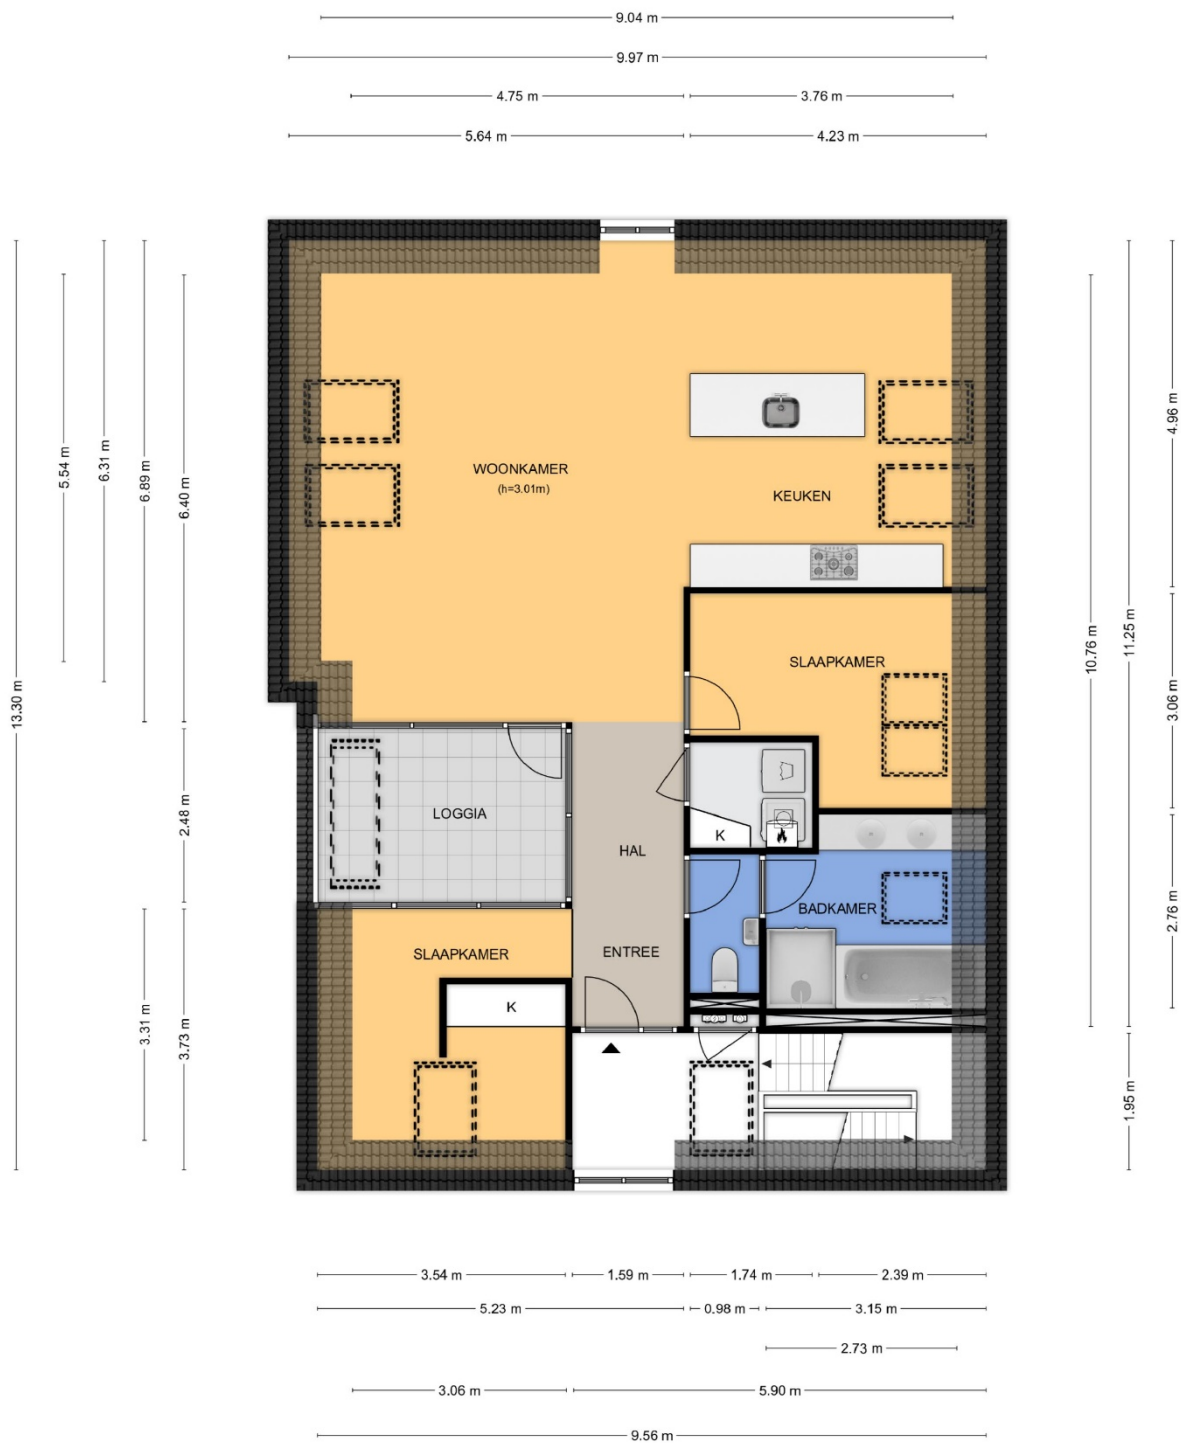 9.04 m
9.97 m
4.75 m
3.76 m
5.64 m
4.23 m
13.30 m
5.54 m
6.31 m
6.89 m
6.40 m
2.48 m
3.31 m
3.73 m
WOONKAMER
(h=3.01m)
KEUKEN
SLAAPKAMER
LOGGIA
HAL
K
BADKAMER
SLAAPKAMER
ENTREE
K
10.76 m
11.25 m
1.95 m
4.96 m
3.06 m
2.76 m
3.54 m
1.59 m
1.74 m
2.39 m
5.23 m
0.98 m
3.15 m
2.73 m
3.06 m
5.90 m
9.56 m